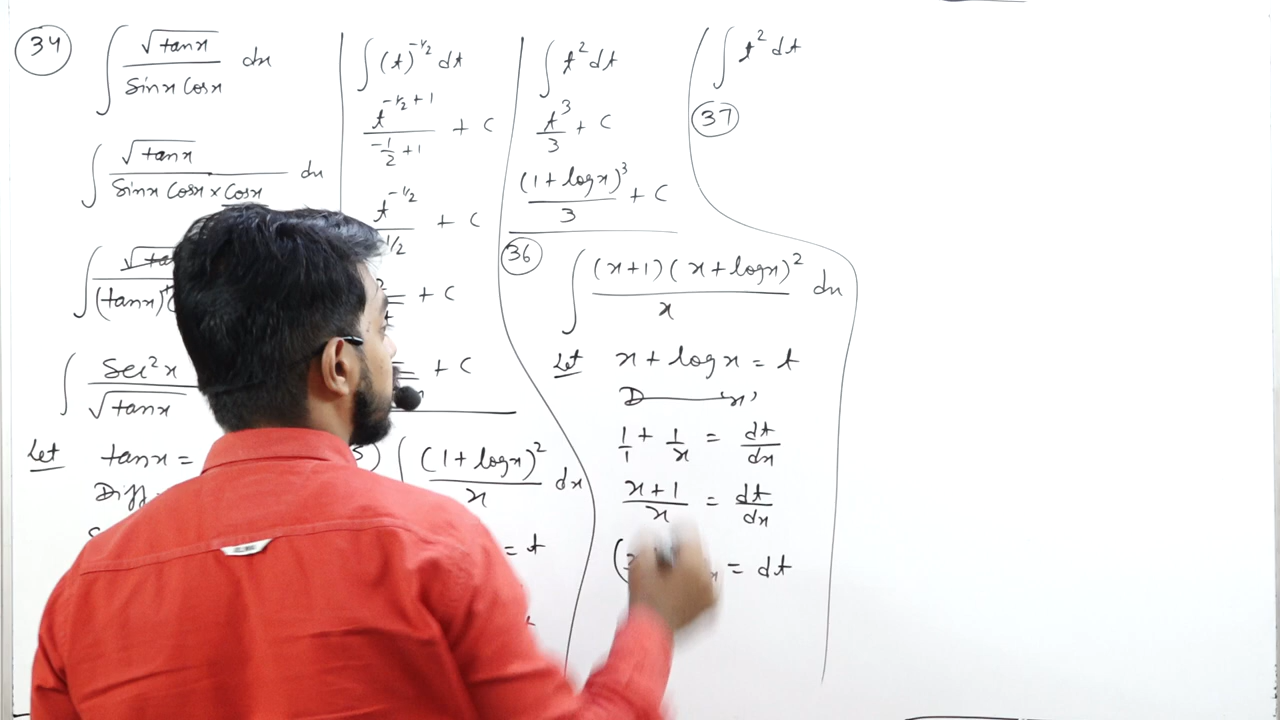 34 ∫ √tanx / Sinx Cosx dx
∫ √tanx / Sinx Cosx × Cosx dx
∫ √ta / (tanx)
∫ Sec²x / √tanx
Let tanx =
Diff
∫ (t)^-1/2 dt
t^(-1/2 + 1) / (-1/2 + 1) + C
t^-1/2 / 1/2 + C
+ C
+ C
∫ (1 + logx)² / x dx
= t
∫ t² dt
t³/3 + C
(1 + logx)³ / 3 + C
36 ∫ (x+1)(x+logx)² / x dx
Let x + logx = t
D 'x'
1/1 + 1/x = dt/dx
x+1 / x = dt/dx
= dt
∫ t² dt
37